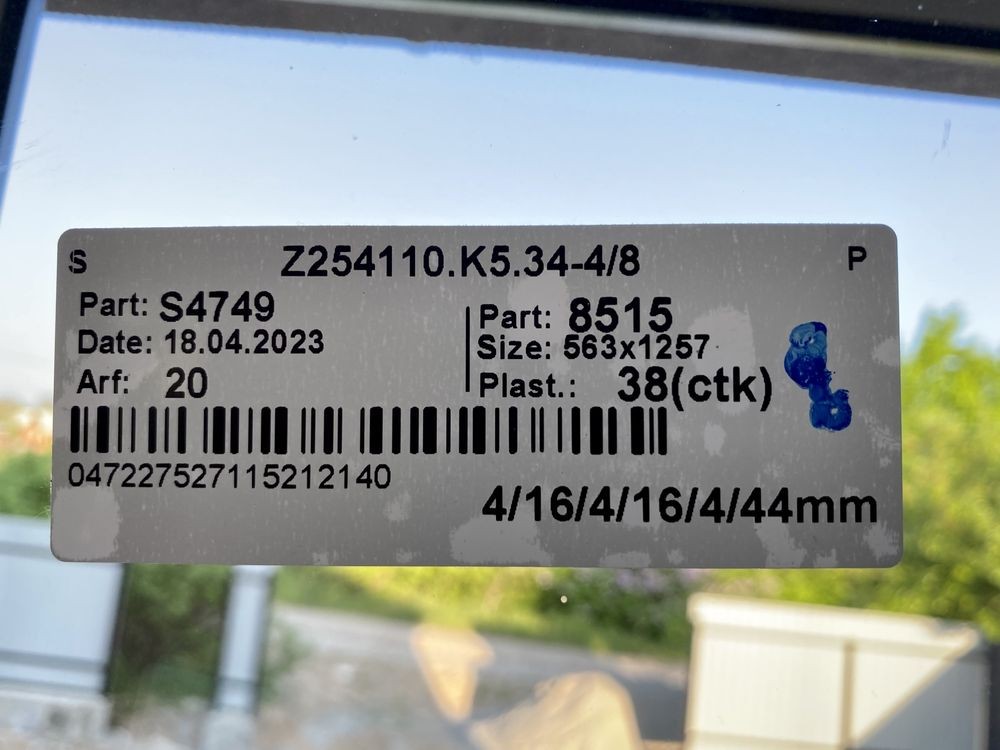 S Z254110.K5.34-4/8 P
Part: S4749
Date: 18.04.2023
Arf: 20
Part: 8515
Size: 563x1257
Plast.: 38(ctk)
047227527115212140
4/16/4/16/4/44mm